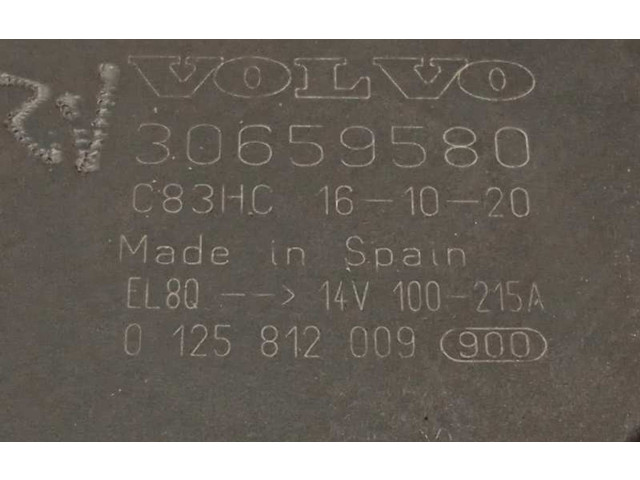 VOLVO
30659580
C83HC 16-10-20
Made in Spain
EL8Q --> 14V 100-215A
0 125 812 009 900